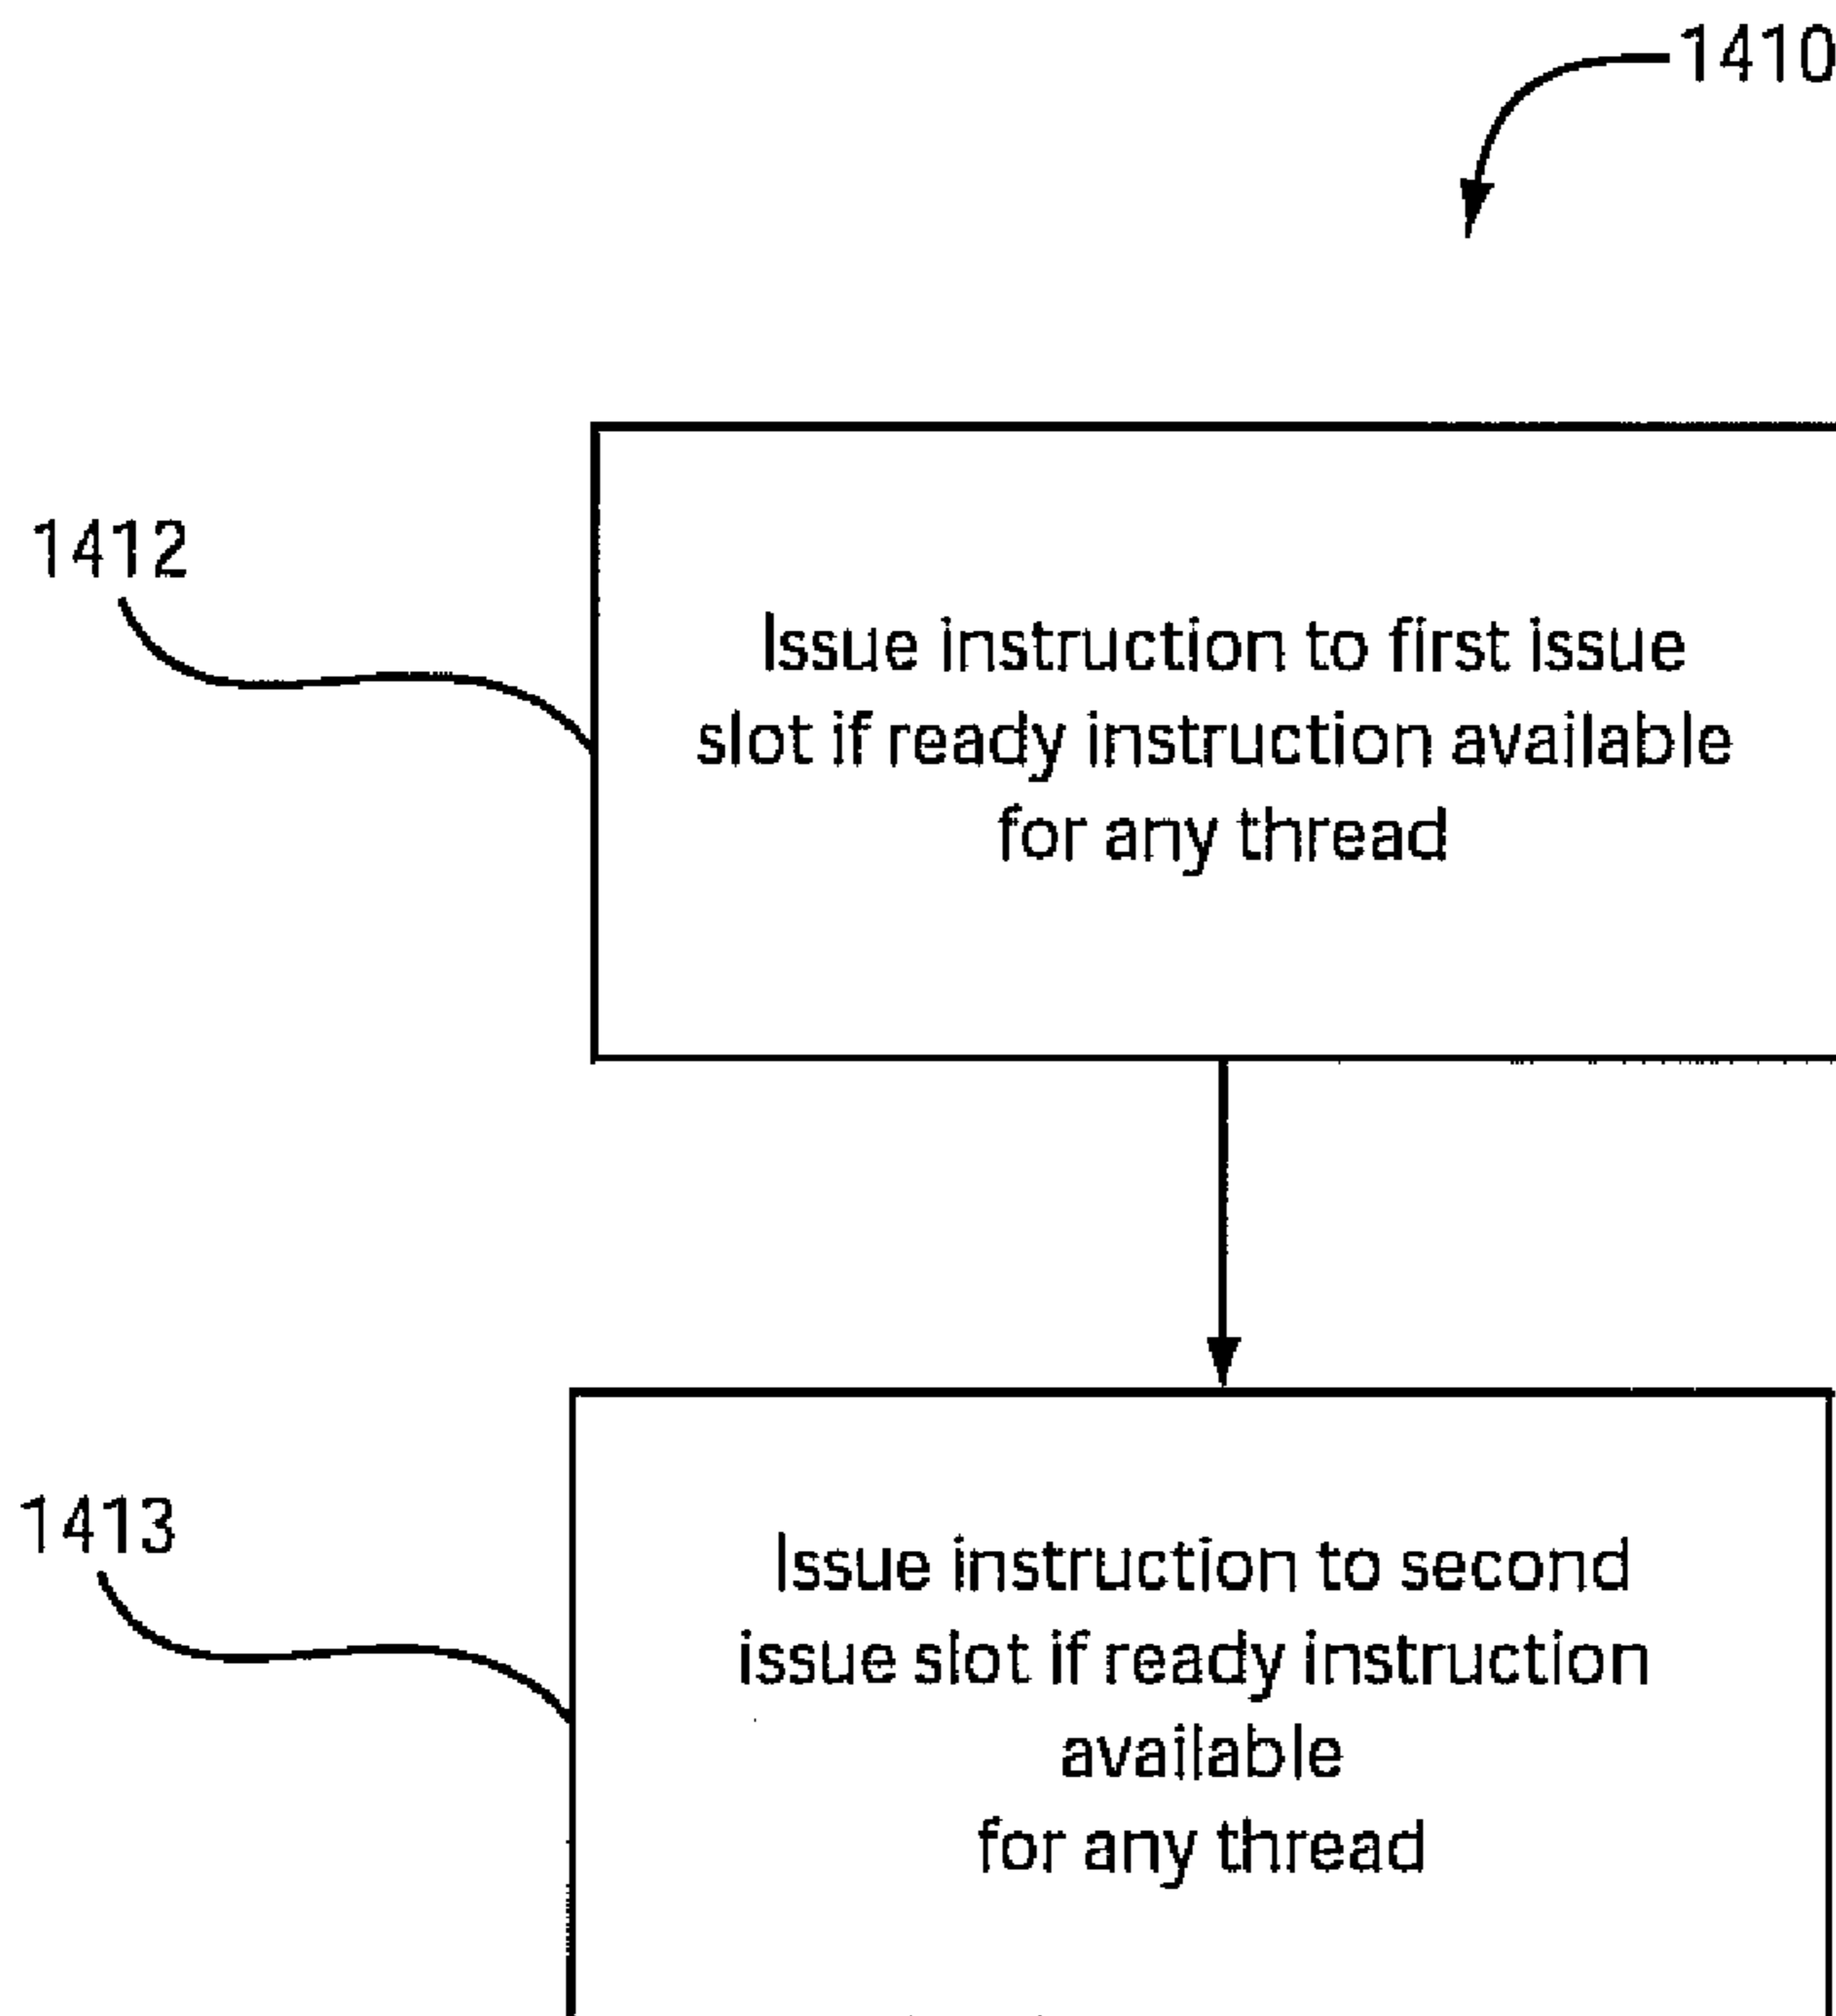 1410
1412
Issue instruction to first issue
slot if ready instruction available
for any thread
1413
Issue instruction to second
issue slot if ready instruction
available
for any thread